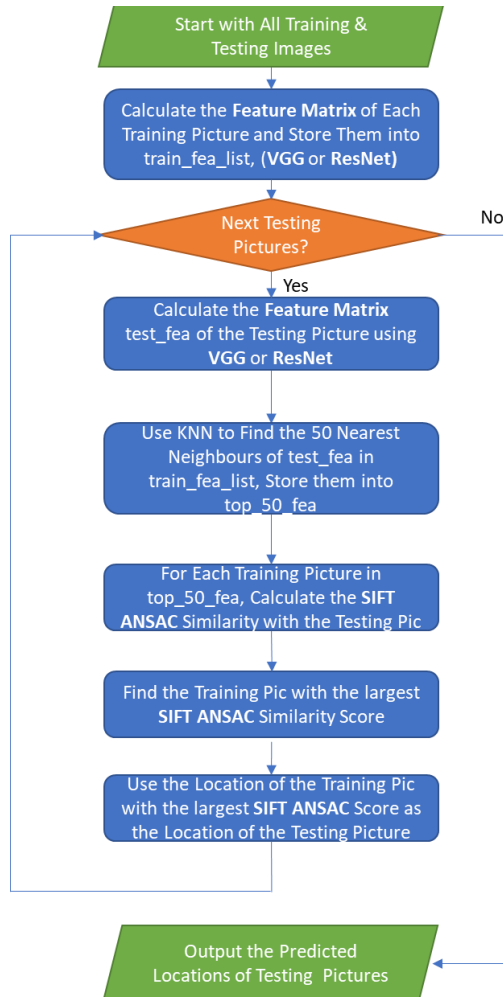 Start with All Training &
Testing Images
Calculate the Feature Matrix of Each
Training Picture and Store Them into
train_fea_list, (VGG or ResNet)
Next Testing
Pictures?
No
Yes
Calculate the Feature Matrix
test_fea of the Testing Picture using
VGG or ResNet
Use KNN to Find the 50 Nearest
Neighbours of test_fea in
train_fea_list, Store them into
top_50_fea
For Each Training Picture in
top_50_fea, Calculate the SIFT
ANSAC Similarity with the Testing Pic
Find the Training Pic with the largest
SIFT ANSAC Similarity Score
Use the Location of the Training Pic
with the largest SIFT ANSAC Score as
the Location of the Testing Picture
Output the Predicted
Locations of Testing Pictures